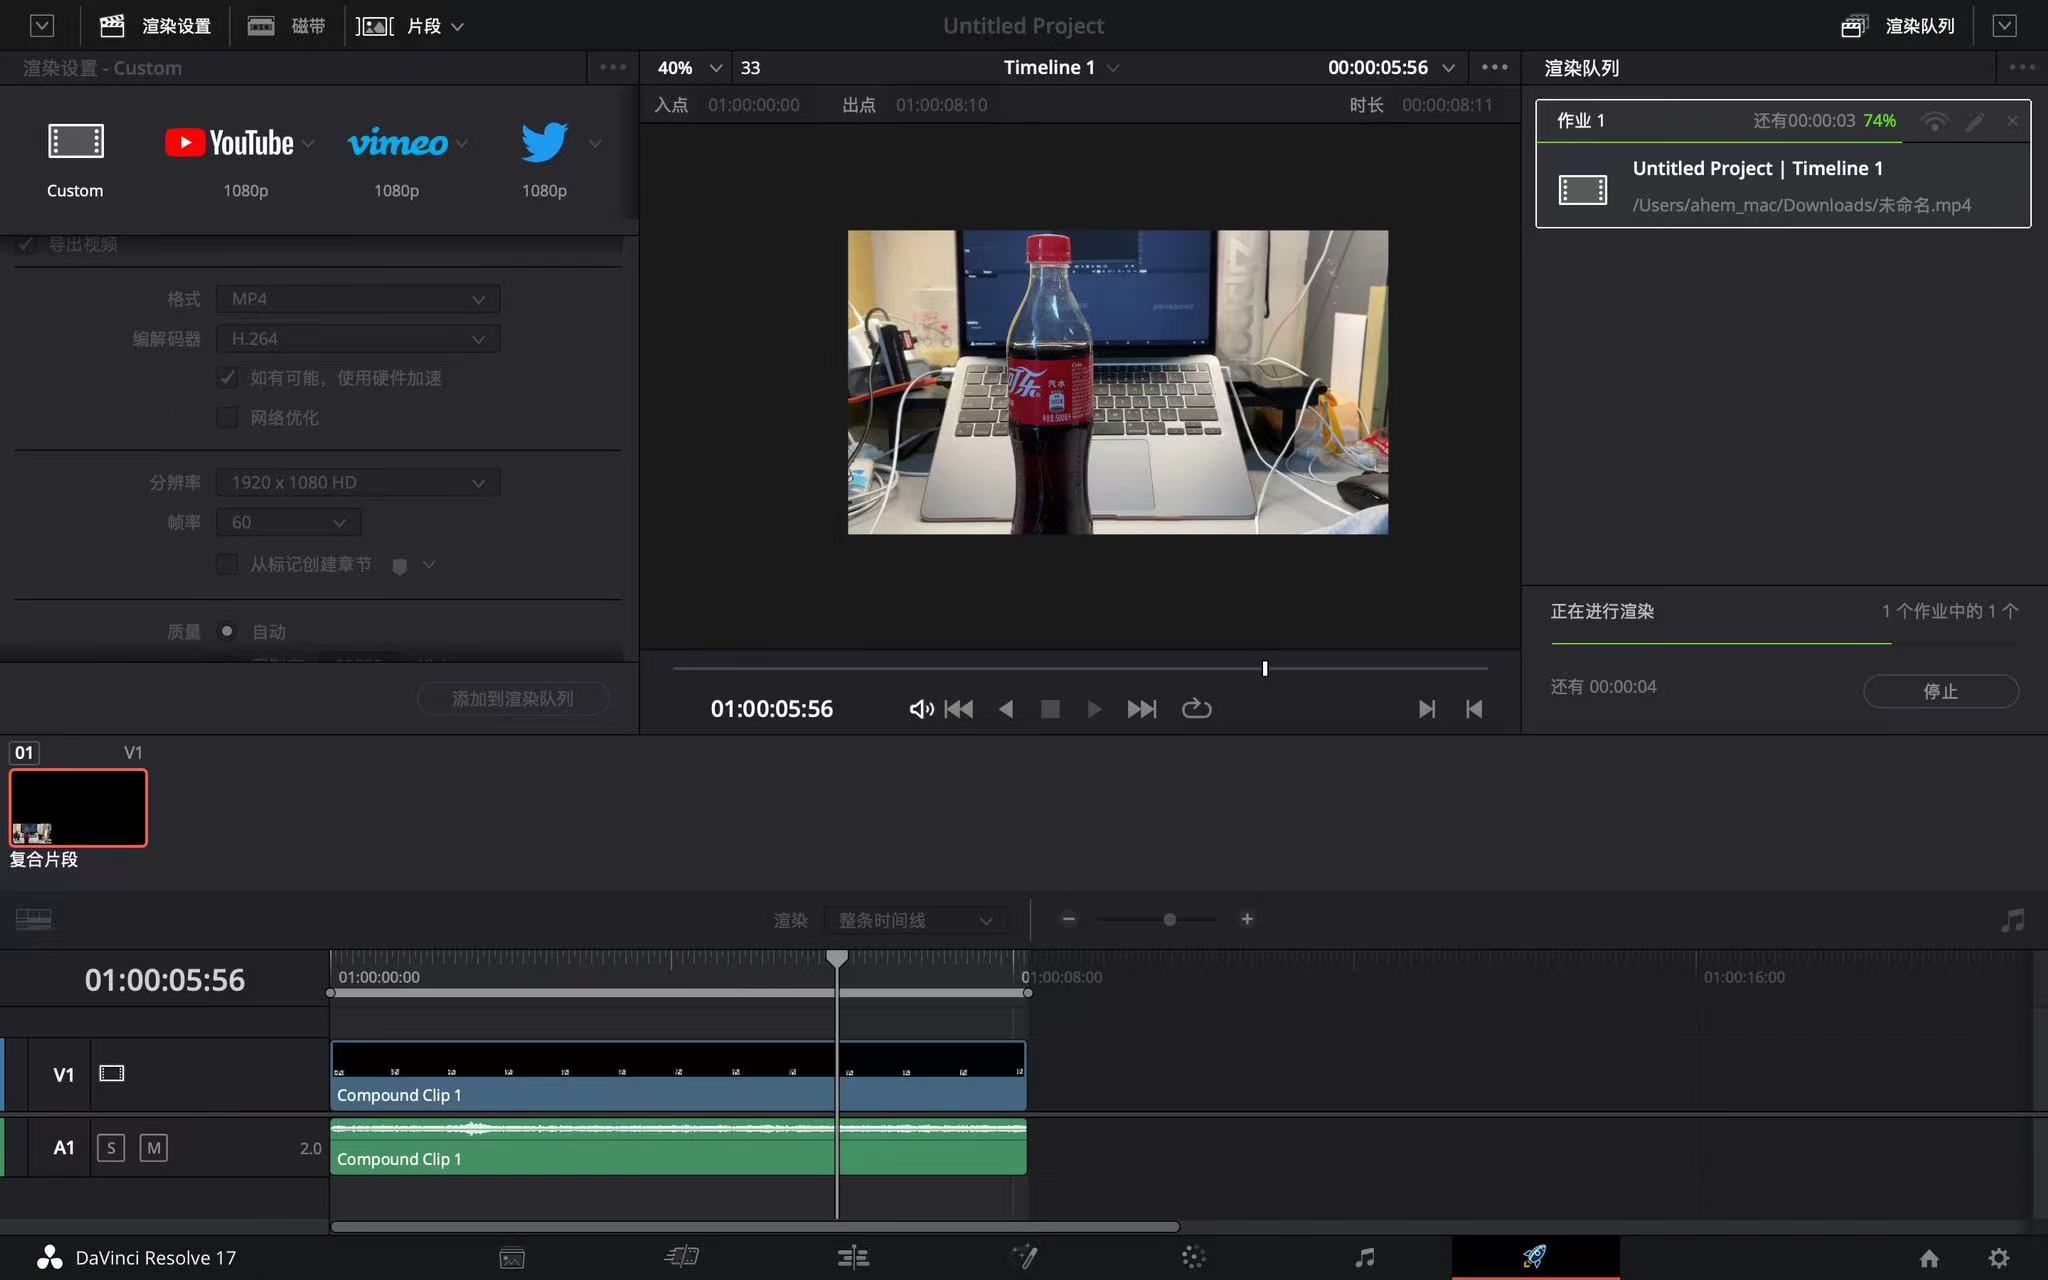 渲染设置
磁带
片段
Untitled Project
渲染队列
渲染设置 - Custom
40%
33
Timeline 1
00:00:05:56
渲染队列
入点 01:00:00:00
出点 01:00:08:10
时长 00:00:08:11
Custom
YouTube
1080p
vimeo
1080p
1080p
导出视频
格式 MP4
编解码器 H.264
如有可能，使用硬件加速
网络优化
分辨率 1920 x 1080 HD
帧率 60
从标记创建章节
质量 自动
添加到渲染队列
可乐
汽水
01:00:05:56
作业 1
还有00:00:03 74%
Untitled Project | Timeline 1
/Users/ahem_mac/Downloads/未命名.mp4
正在进行渲染
1 个作业中的 1 个
还有 00:00:04
停止
01 V1
复合片段
渲染 整条时间线
01:00:05:56
01:00:00:00
01:00:08:00
01:00:16:00
V1
Compound Clip 1
A1 S M 2.0
Compound Clip 1
DaVinci Resolve 17